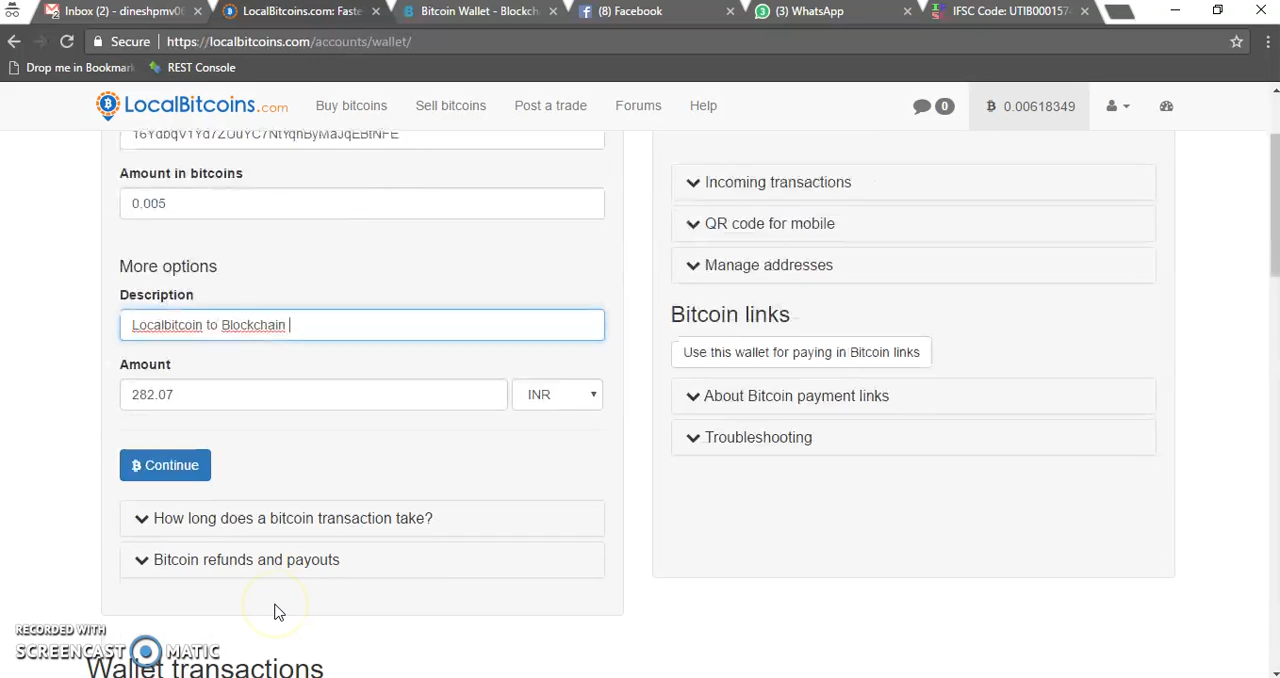 Inbox (2) - dineshpmv0
LocalBitcoins.com: Faste
Bitcoin Wallet - Blockch
(8) Facebook
(3) WhatsApp
IFSC Code: UTIB000157
Secure
https://localbitcoins.com/accounts/wallet/
Drop me in Bookmar
REST Console
LocalBitcoins.com
Buy bitcoins
Sell bitcoins
Post a trade
Forums
Help
0
0.00618349
Amount in bitcoins
0.005
More options
Description
Localbitcoin to Blockchain
Amount
282.07
INR
Continue
How long does a bitcoin transaction take?
Bitcoin refunds and payouts
Incoming transactions
QR code for mobile
Manage addresses
Bitcoin links
Use this wallet for paying in Bitcoin links
About Bitcoin payment links
Troubleshooting
RECORDED WITH
SCREENCAST MATIC
Wallet transactions